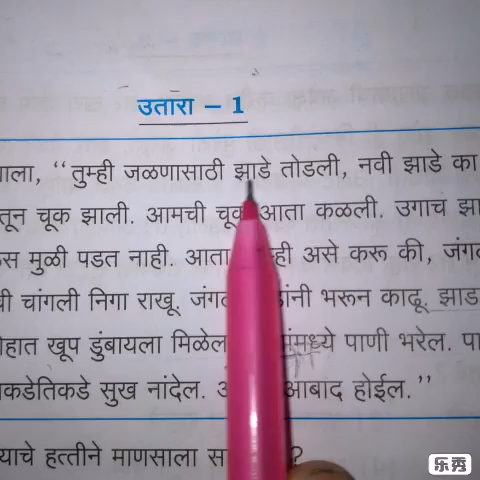 उतारा – 1
ाला, ‘‘तुम्ही जळणासाठी झाडे तोडली, नवी झाडे का
तून चूक झाली. आमची चूक आता कळली. उगाचं झा
स मुळी पडत नाही. आता ही असे करू की, जंग
ी चांगली निगा राखू. जंग ांनी भरून काढू. झाड
ोहात खूप डुंबायला मिळेल ांमध्ये पाणी भरेल. पा
कडेतिकडे सुख नांदेल. आबाद होईल.’’
याचे हत्तीने माणसाला स ?
乐秀